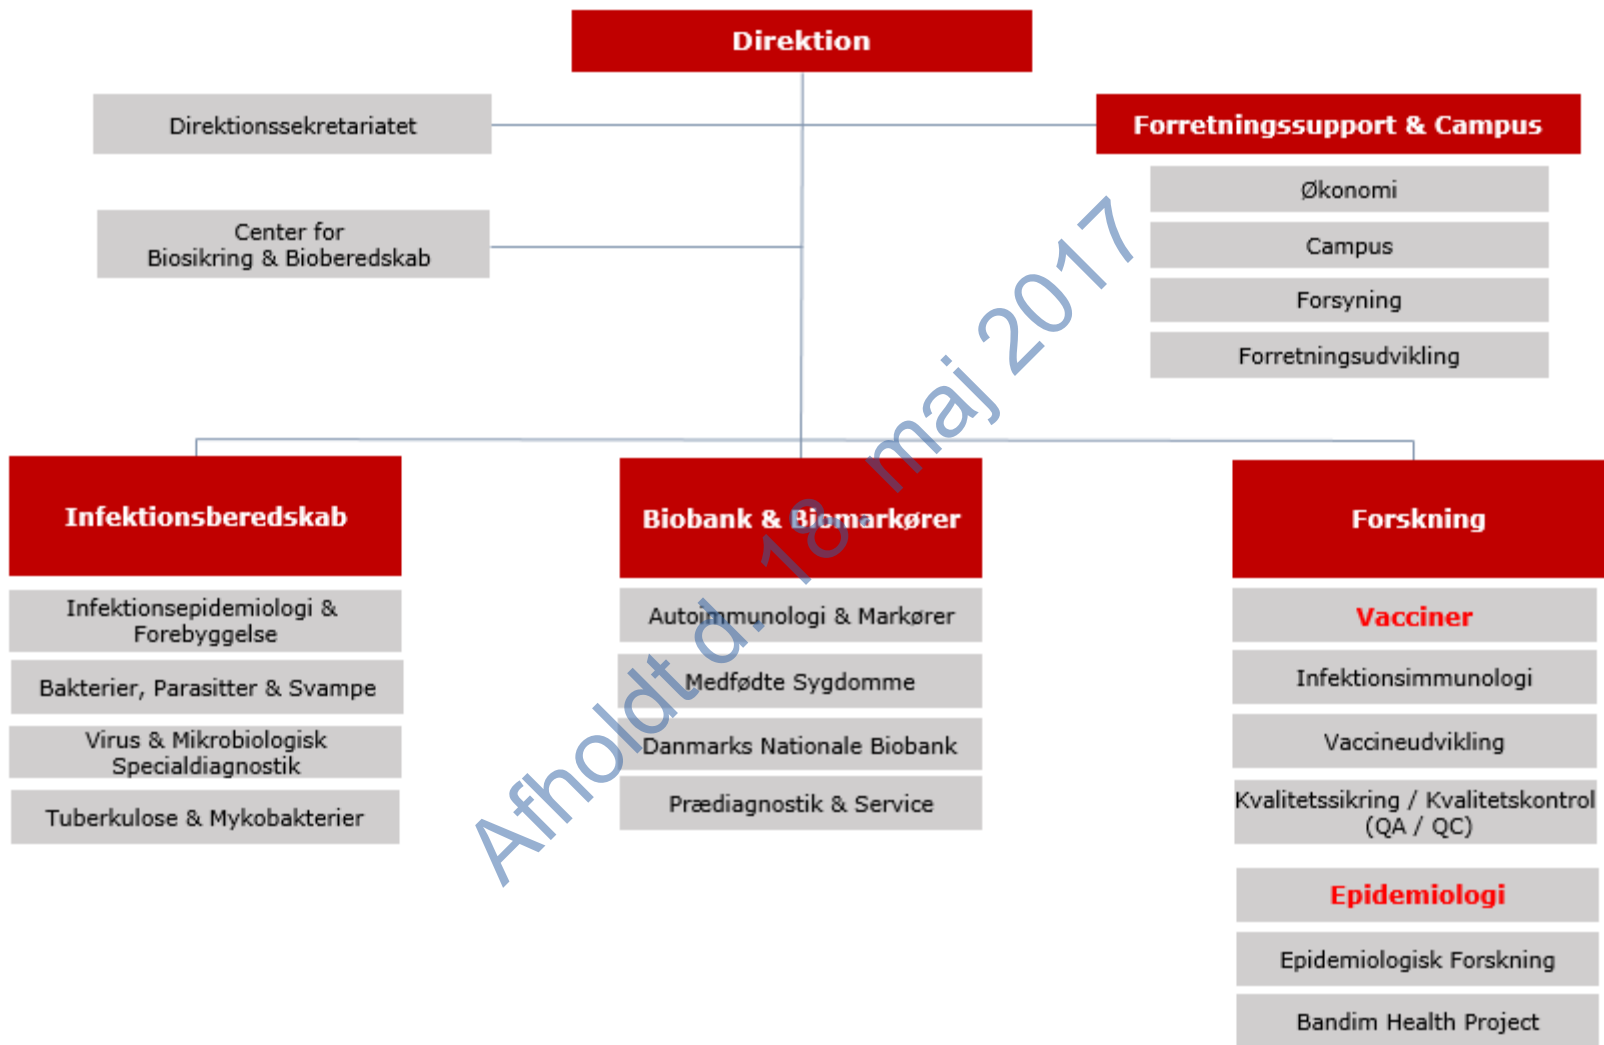 Direktion
Direktionssekretariatet
Forretningssupport & Campus
Økonomi
Campus
Forsyning
Forretningsudvikling
Center for
Biosikring & Bioberedskab
Infektionsberedskab
Infektionsepidemiologi &
Forebyggelse
Bakterier, Parasitter & Svampe
Virus & Mikrobiologisk
Specialdiagnostik
Tuberkulose & Mykobakterier
Biobank & Biomarkører
Autoimmunologi & Markører
Medfødte Sygdomme
Danmarks Nationale Biobank
Prædiagnostik & Service
Forskning
Vacciner
Infektionsimmunologi
Vaccineudvikling
Kvalitetssikring / Kvalitetskontrol
(QA / QC)
Epidemiologi
Epidemiologisk Forskning
Bandim Health Project
Afholdt d. 18. maj 2017